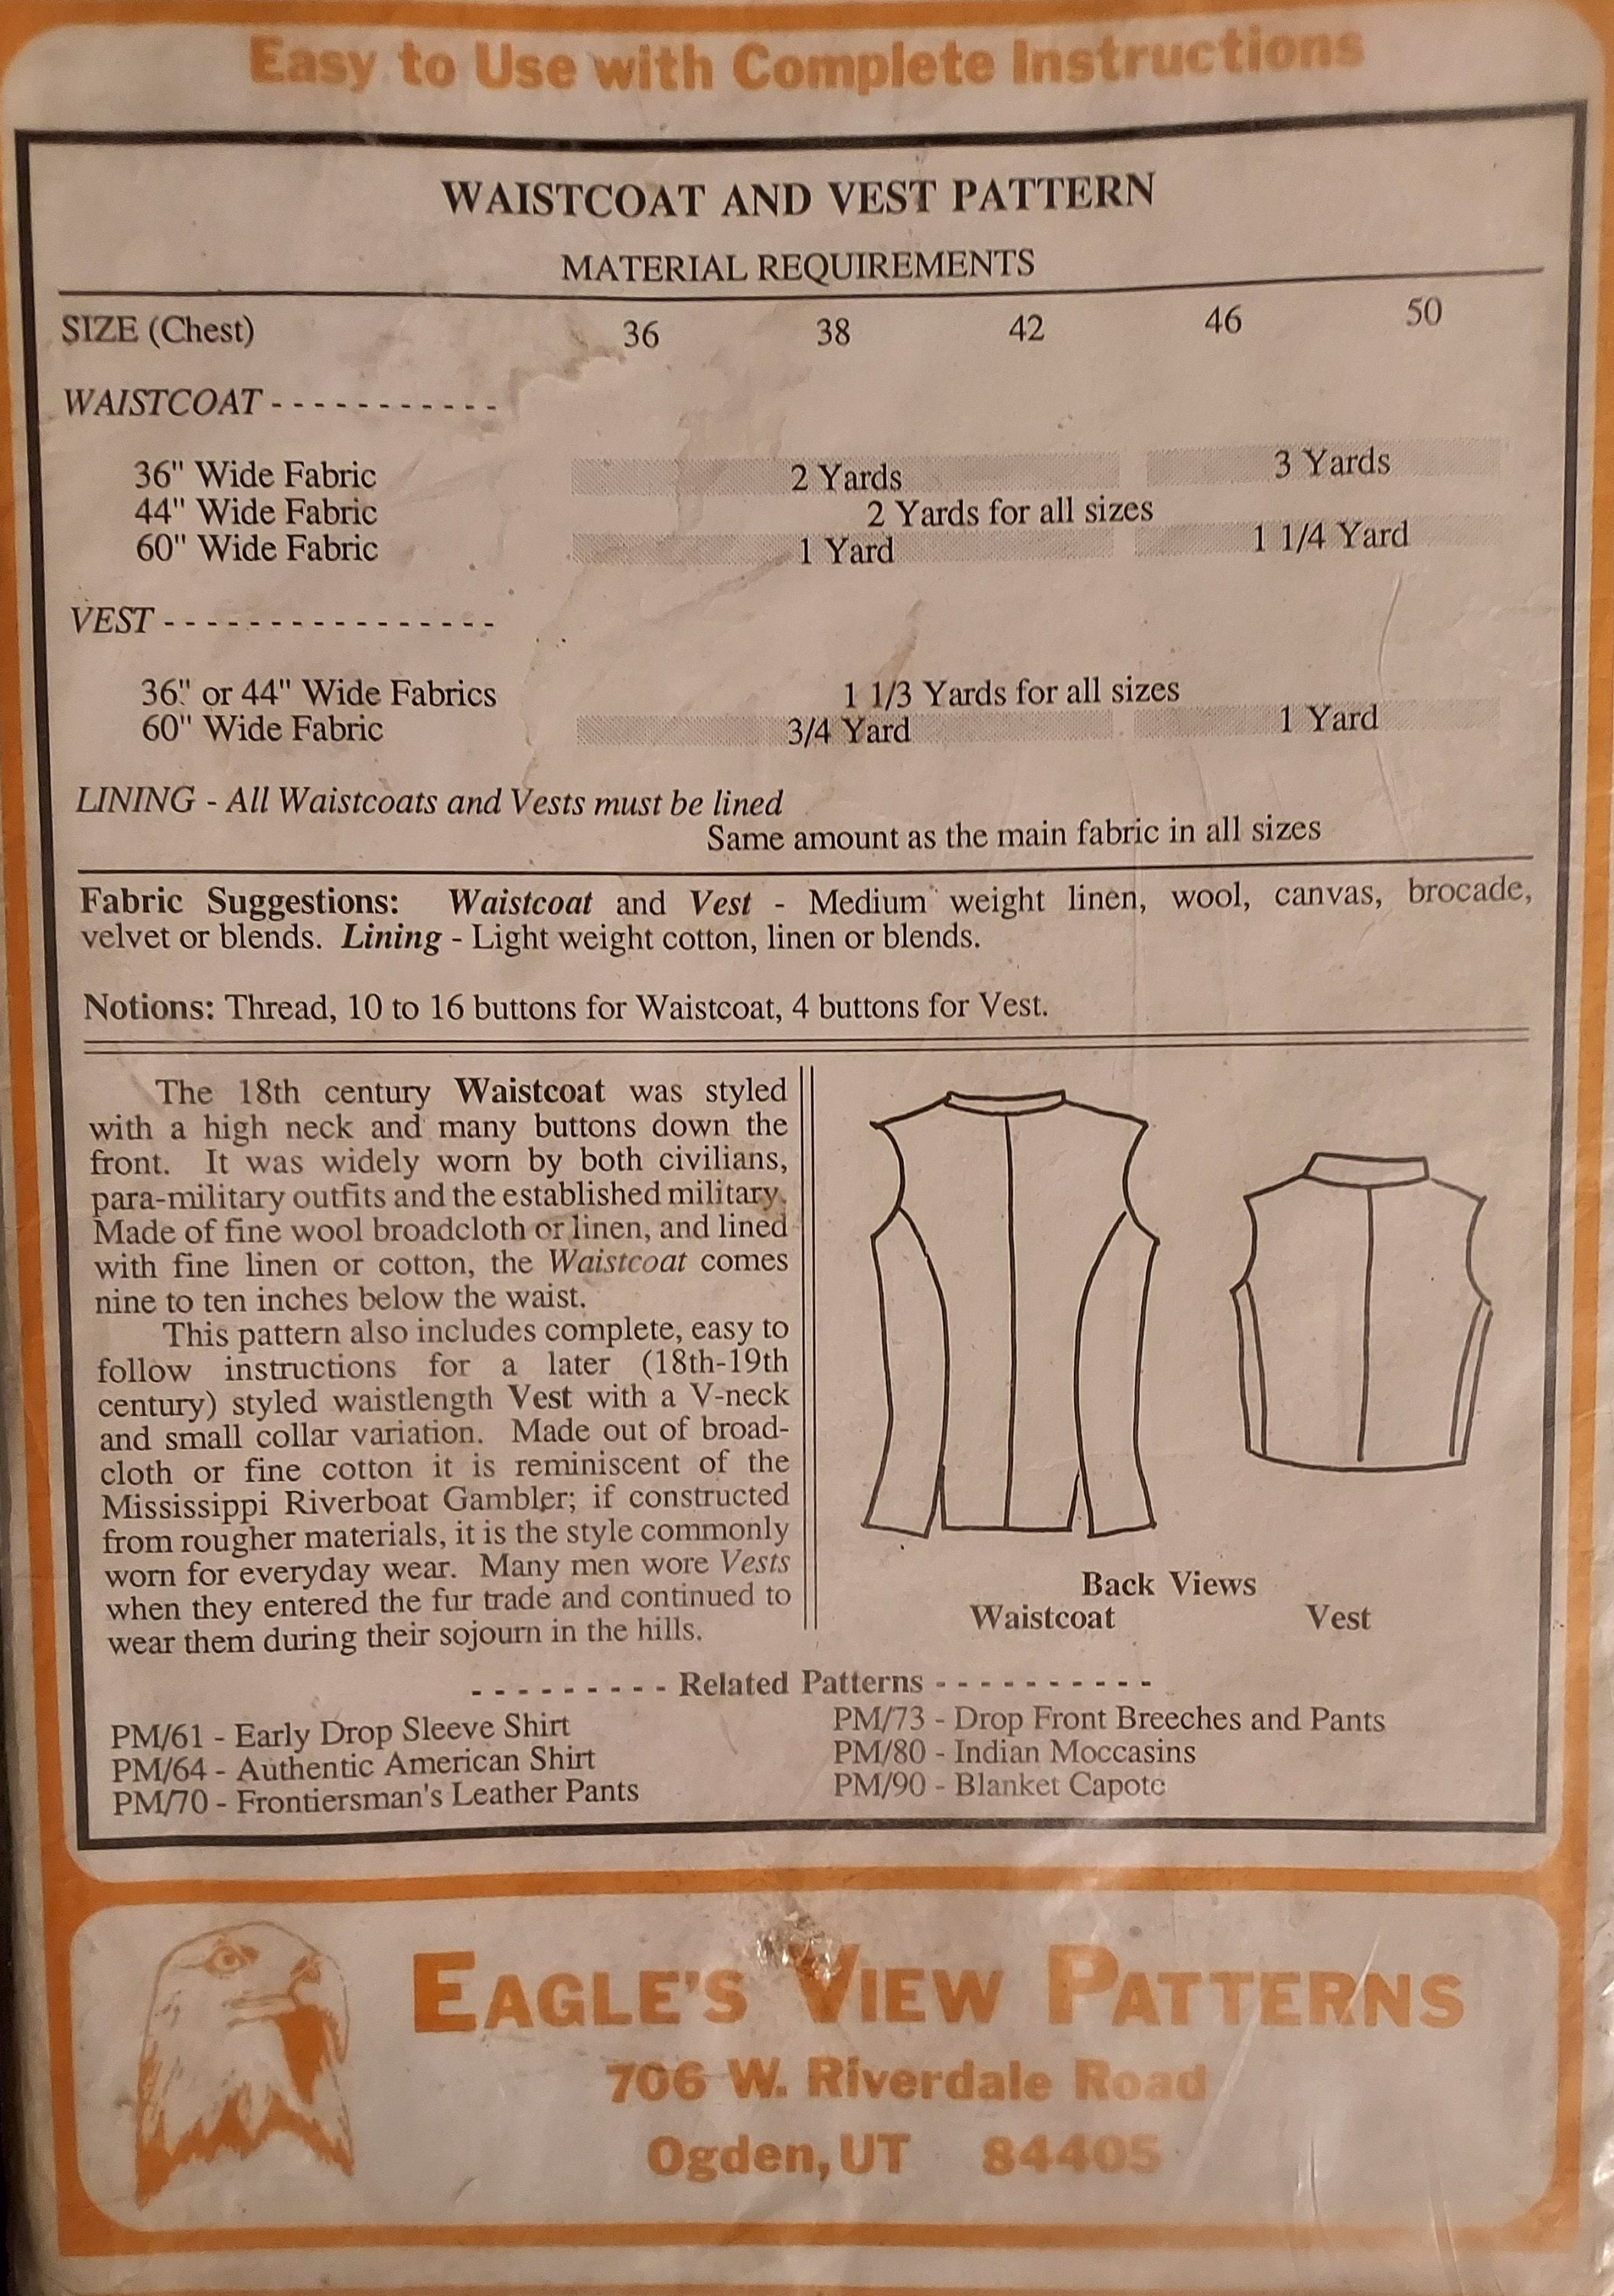 Easy to Use with Complete Instructions
WAISTCOAT AND VEST PATTERN
MATERIAL REQUIREMENTS
SIZE (Chest) 36 38 42 46 50
WAISTCOAT - - - - - - - - - - -
36" Wide Fabric 2 Yards 3 Yards
44" Wide Fabric 2 Yards for all sizes
60" Wide Fabric 1 Yard 1 1/4 Yard
VEST - - - - - - - - - - - - - - - -
36" or 44" Wide Fabrics 1 1/3 Yards for all sizes
60" Wide Fabric 3/4 Yard 1 Yard
LINING - All Waistcoats and Vests must be lined
Same amount as the main fabric in all sizes
Fabric Suggestions: Waistcoat and Vest - Medium weight linen, wool, canvas, brocade,
velvet or blends. Lining - Light weight cotton, linen or blends.
Notions: Thread, 10 to 16 buttons for Waistcoat, 4 buttons for Vest.
The 18th century Waistcoat was styled
with a high neck and many buttons down the
front. It was widely worn by both civilians,
para-military outfits and the established military.
Made of fine wool broadcloth or linen, and lined
with fine linen or cotton, the Waistcoat comes
nine to ten inches below the waist.
This pattern also includes complete, easy to
follow instructions for a later (18th-19th
century) styled waistlength Vest with a V-neck
and small collar variation. Made out of broad-
cloth or fine cotton it is reminiscent of the
Mississippi Riverboat Gambler; if constructed
from rougher materials, it is the style commonly
worn for everyday wear. Many men wore Vests
when they entered the fur trade and continued to
wear them during their sojourn in the hills.
Back Views
Waistcoat Vest
- - - - - - - - - Related Patterns - - - - - - - - - -
PM/61 - Early Drop Sleeve Shirt
PM/64 - Authentic American Shirt
PM/70 - Frontiersman's Leather Pants
PM/73 - Drop Front Breeches and Pants
PM/80 - Indian Moccasins
PM/90 - Blanket Capote
EAGLE'S VIEW PATTERNS
706 W. Riverdale Road
Ogden, UT 84405